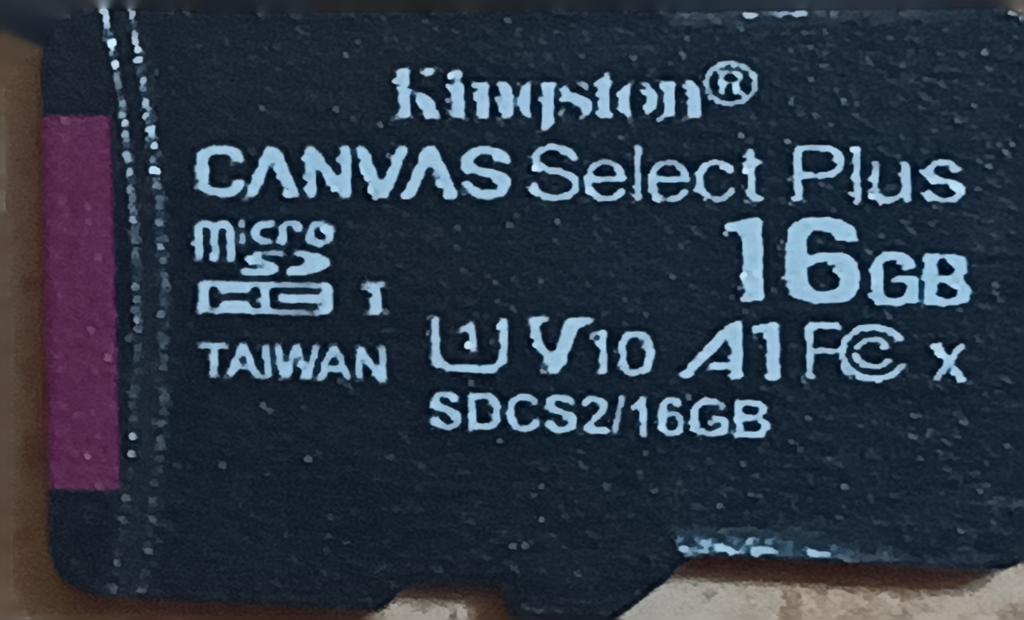 Kingston®
CANVAS Select Plus
micro
SD
HC I
16GB
TAIWAN
U1 V10 A1 FC X
SDCS2/16GB